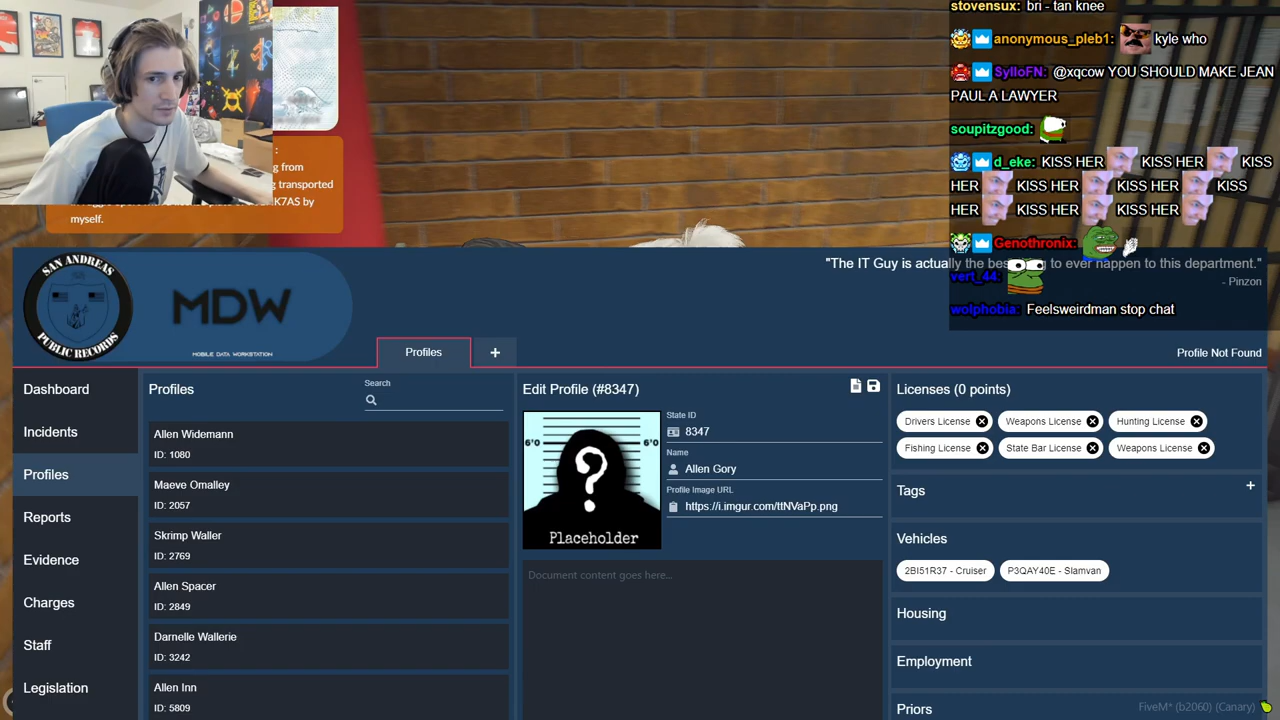 stovensux: bri - tan knee
anonymous_pleb1: kyle who
SylloFN: @xqcow YOU SHOULD MAKE JEAN
PAUL A LAWYER
soupitzgood:
d_eke: KISS HER KISS HER KISS
HER KISS HER KISS HER KISS
HER KISS HER KISS HER
Genothronix:
vert_44:
wolphobia: Feelsweirdman stop chat
:
g from
transported
K7AS by
myself.
SAN ANDREAS
PUBLIC RECORDS
MDW
MOBILE DATA WORKSTATION
"The IT Guy is actually the bes to ever happen to this department."
- Pinzon
Profiles
+
Profile Not Found
Dashboard
Incidents
Profiles
Reports
Evidence
Charges
Staff
Legislation
Profiles
Search
Allen Widemann
ID: 1080
Maeve Omalley
ID: 2057
Skrimp Waller
ID: 2769
Allen Spacer
ID: 2849
Darnelle Wallerie
ID: 3242
Allen Inn
ID: 5809
Edit Profile (#8347)
6'0 6'0
Placeholder
State ID
8347
Name
Allen Gory
Profile Image URL
https://i.imgur.com/ttNVaPp.png
Document content goes here...
Licenses (0 points)
Drivers License Weapons License Hunting License
Fishing License State Bar License Weapons License
Tags +
Vehicles
2BI51R37 - Cruiser P3QAY40E - Slamvan
Housing
Employment
Priors
FiveM* (b2060) (Canary)